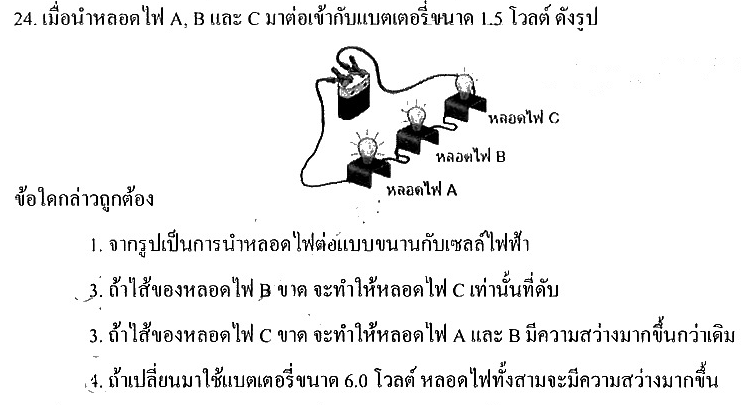 24. เมื่อนำหลอดไฟ A, B และ C มาต่อเข้ากับแบตเตอรี่ขนาด 1.5 โวลต์ ดังรูป
หลอดไฟ C
หลอดไฟ B
หลอดไฟ A
ข้อใดกล่าวถูกต้อง
1. จากรูปเป็นการนำหลอดไฟต่อแบบขนานกับเซลล์ไฟฟ้า
3. ถ้าไส้ของหลอดไฟ B ขาด จะทำให้หลอดไฟ C เท่านั้นที่ดับ
3. ถ้าไส้ของหลอดไฟ C ขาด จะทำให้หลอดไฟ A และ B มีความสว่างมากขึ้นกว่าเดิม
4. ถ้าเปลี่ยนมาใช้แบตเตอรี่ขนาด 6.0 โวลต์ หลอดไฟทั้งสามจะมีความสว่างมากขึ้น